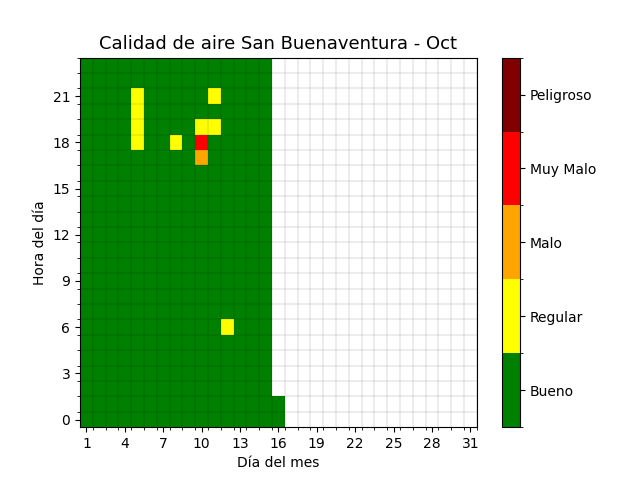 Calidad de aire San Buenaventura - Oct
Hora del día
21
18
15
12
9
6
3
0
1 4 7 10 13 16 19 22 25 28 31
Día del mes
Peligroso
Muy Malo
Malo
Regular
Bueno